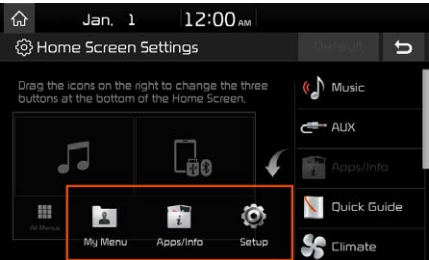 Jan. 1 12:00 AM
Home Screen Settings
Default
Drag the icons on the right to change the three
buttons at the bottom of the Home Screen.
Music
AUX
Apps/Info
Quick Guide
Climate
All Menus
My Menu
Apps/Info
Setup